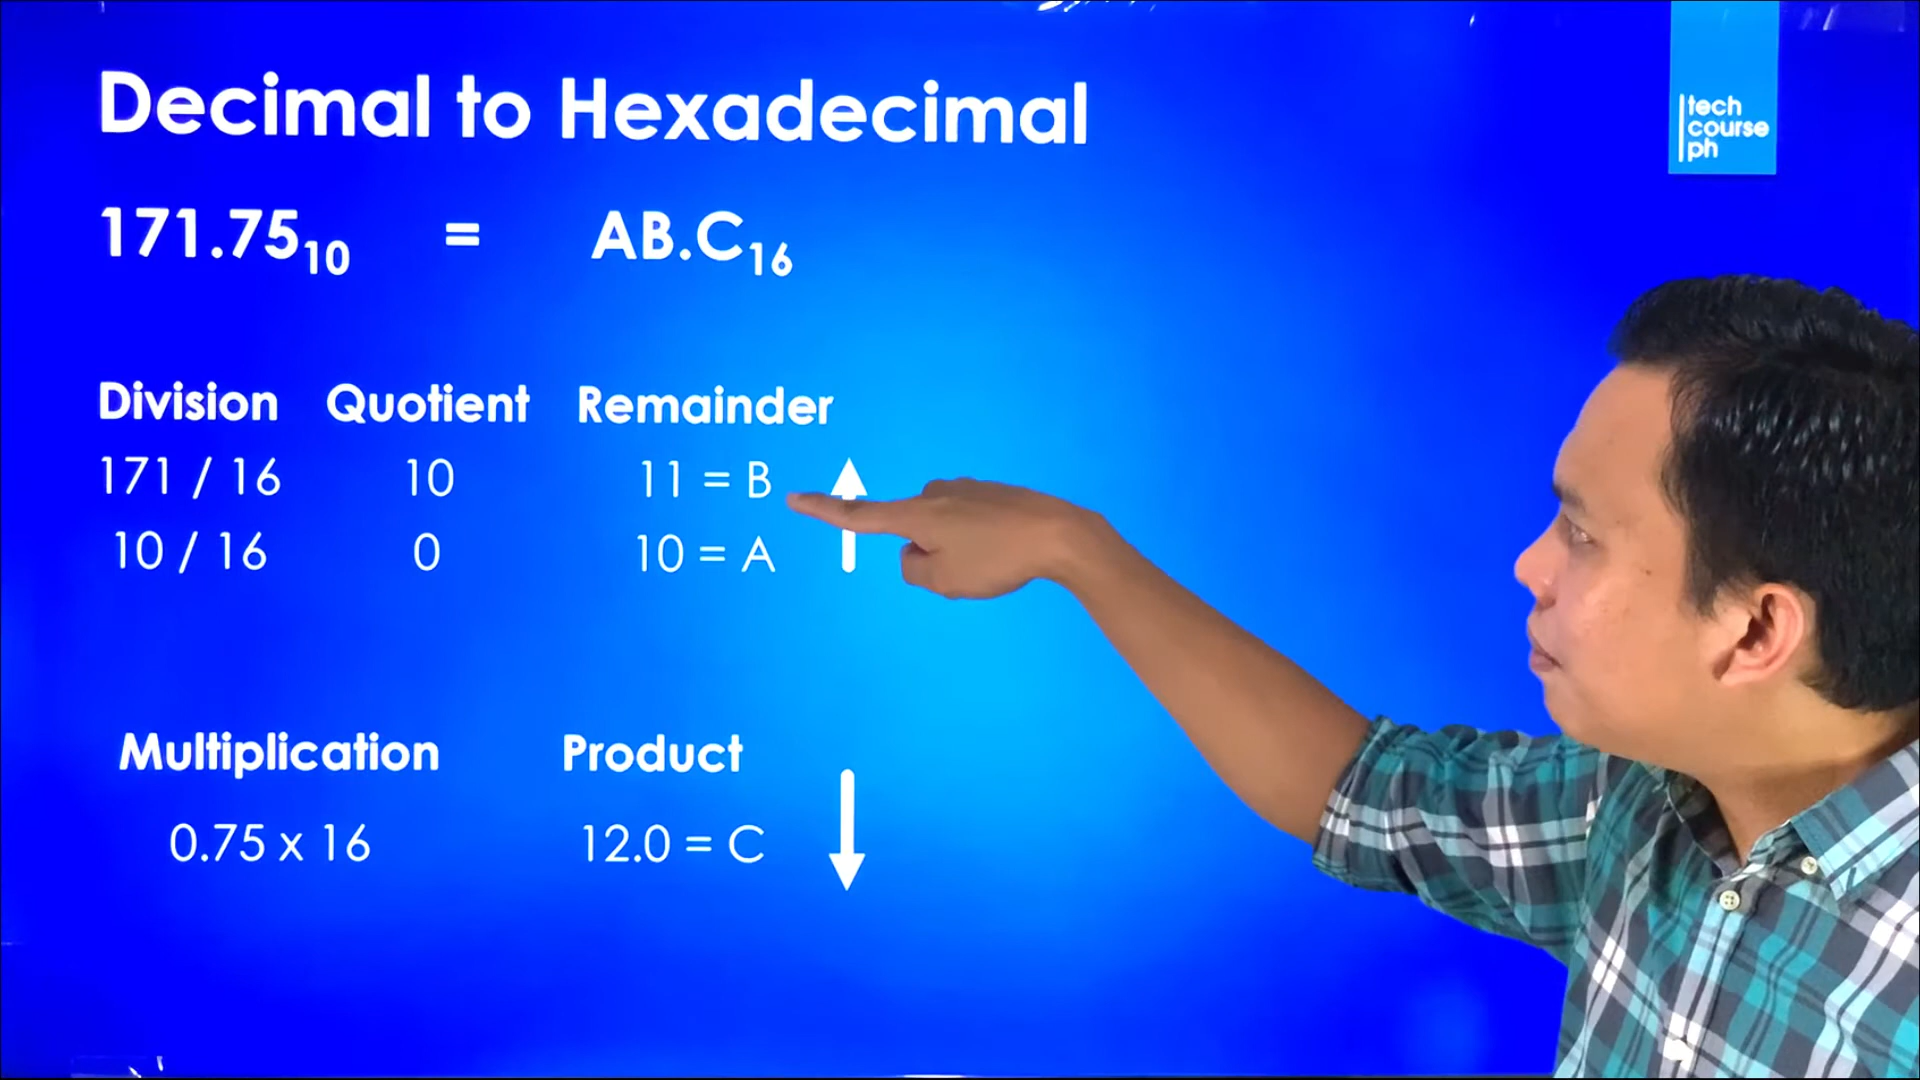 Decimal to Hexadecimal
tech
course
ph
171.75₁₀ = AB.C₁₆
Division Quotient Remainder
171 / 16 10 11 = B
10 / 16 0 10 = A
Multiplication Product
0.75 x 16 12.0 = C